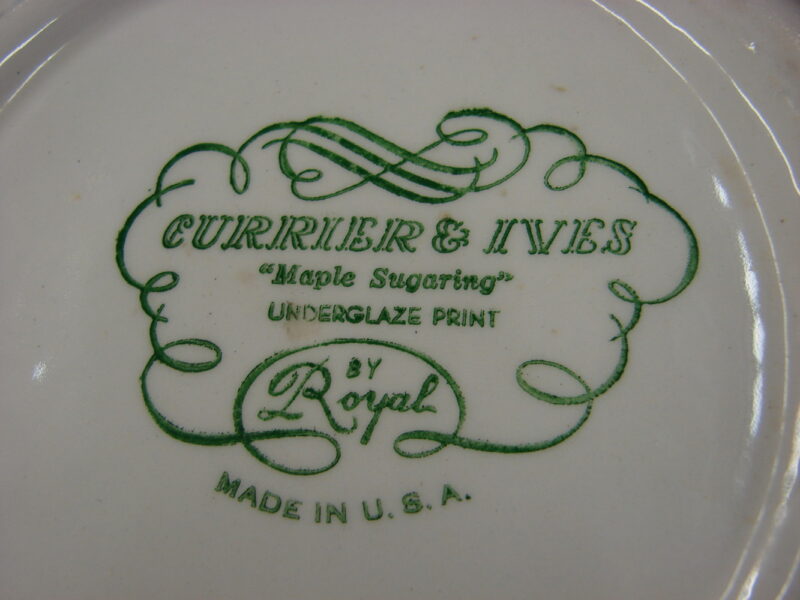 CURRIER & IVES
"Maple Sugaring"
UNDERGLAZE PRINT
BY
Royal
MADE IN U.S.A.